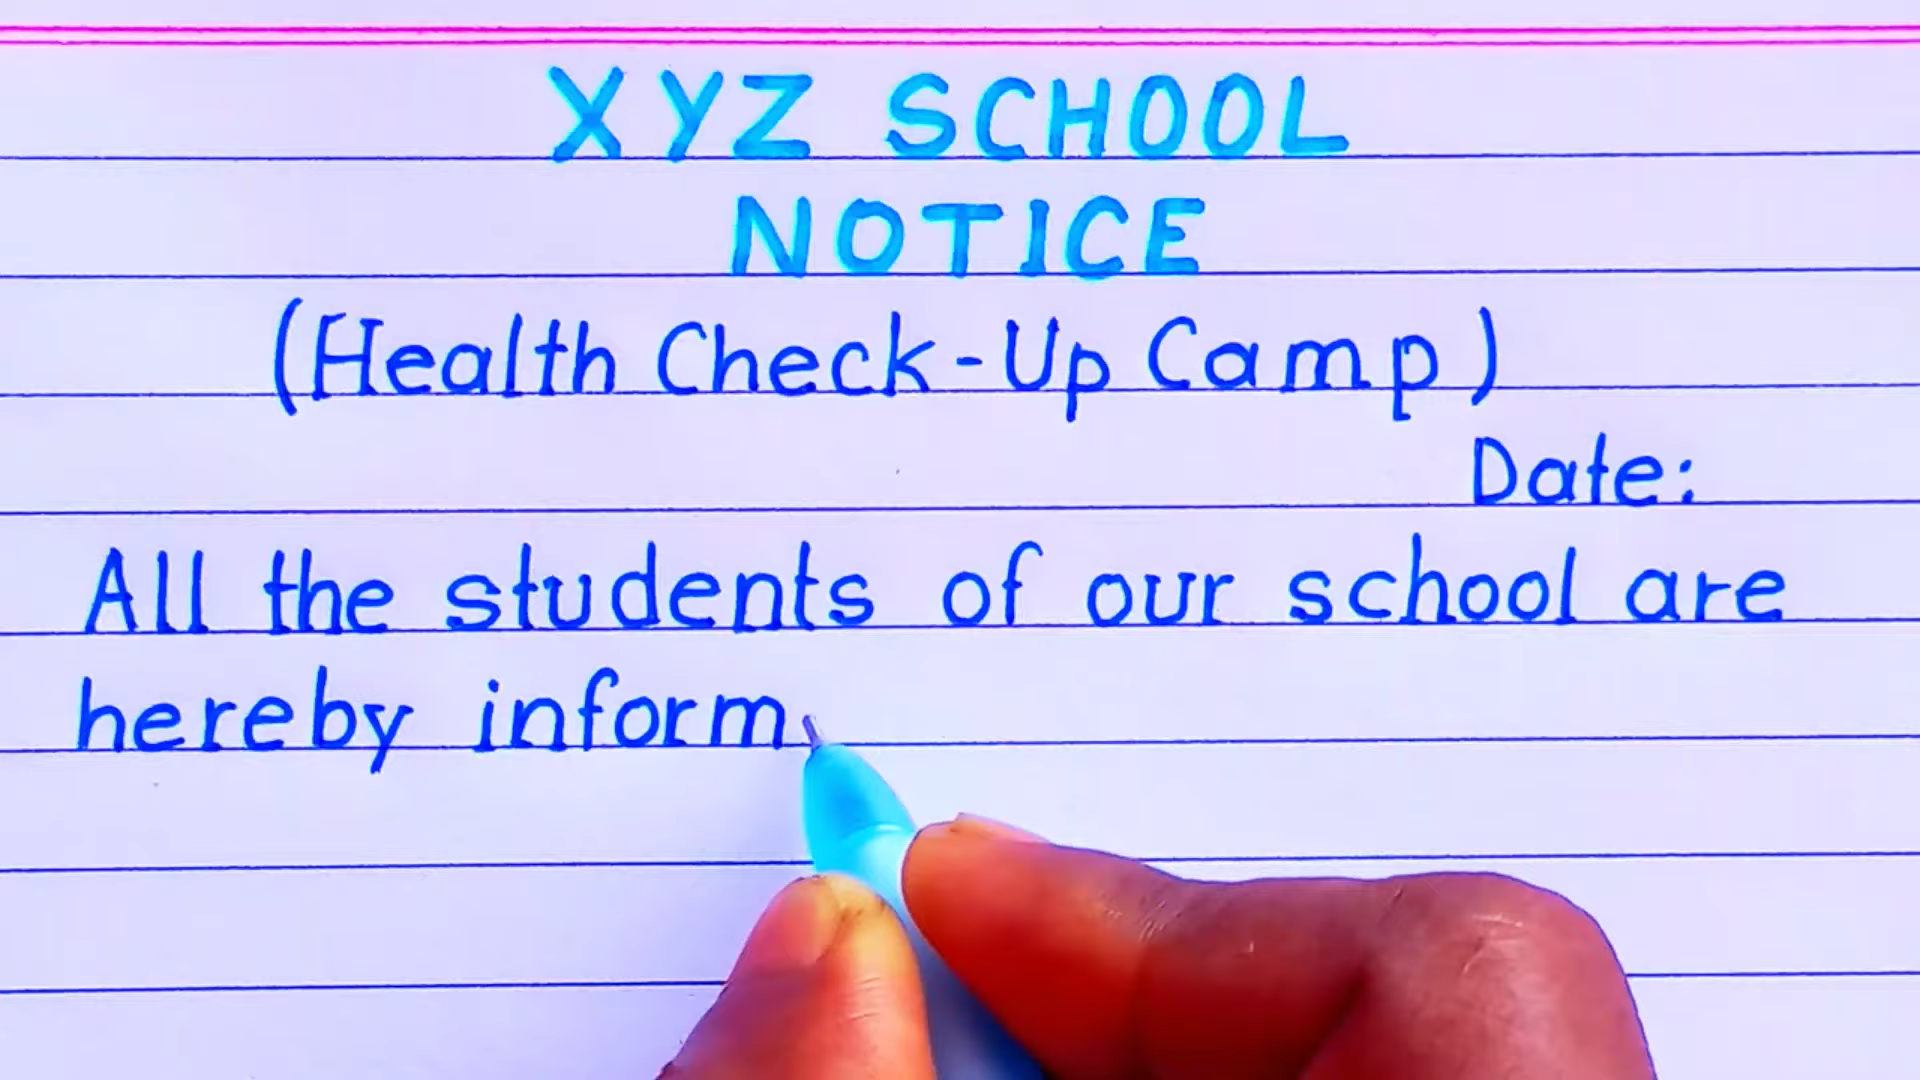 XYZ SCHOOL
NOTICE
(Health Check-Up Camp)
Date:
All the students of our school are
hereby inform